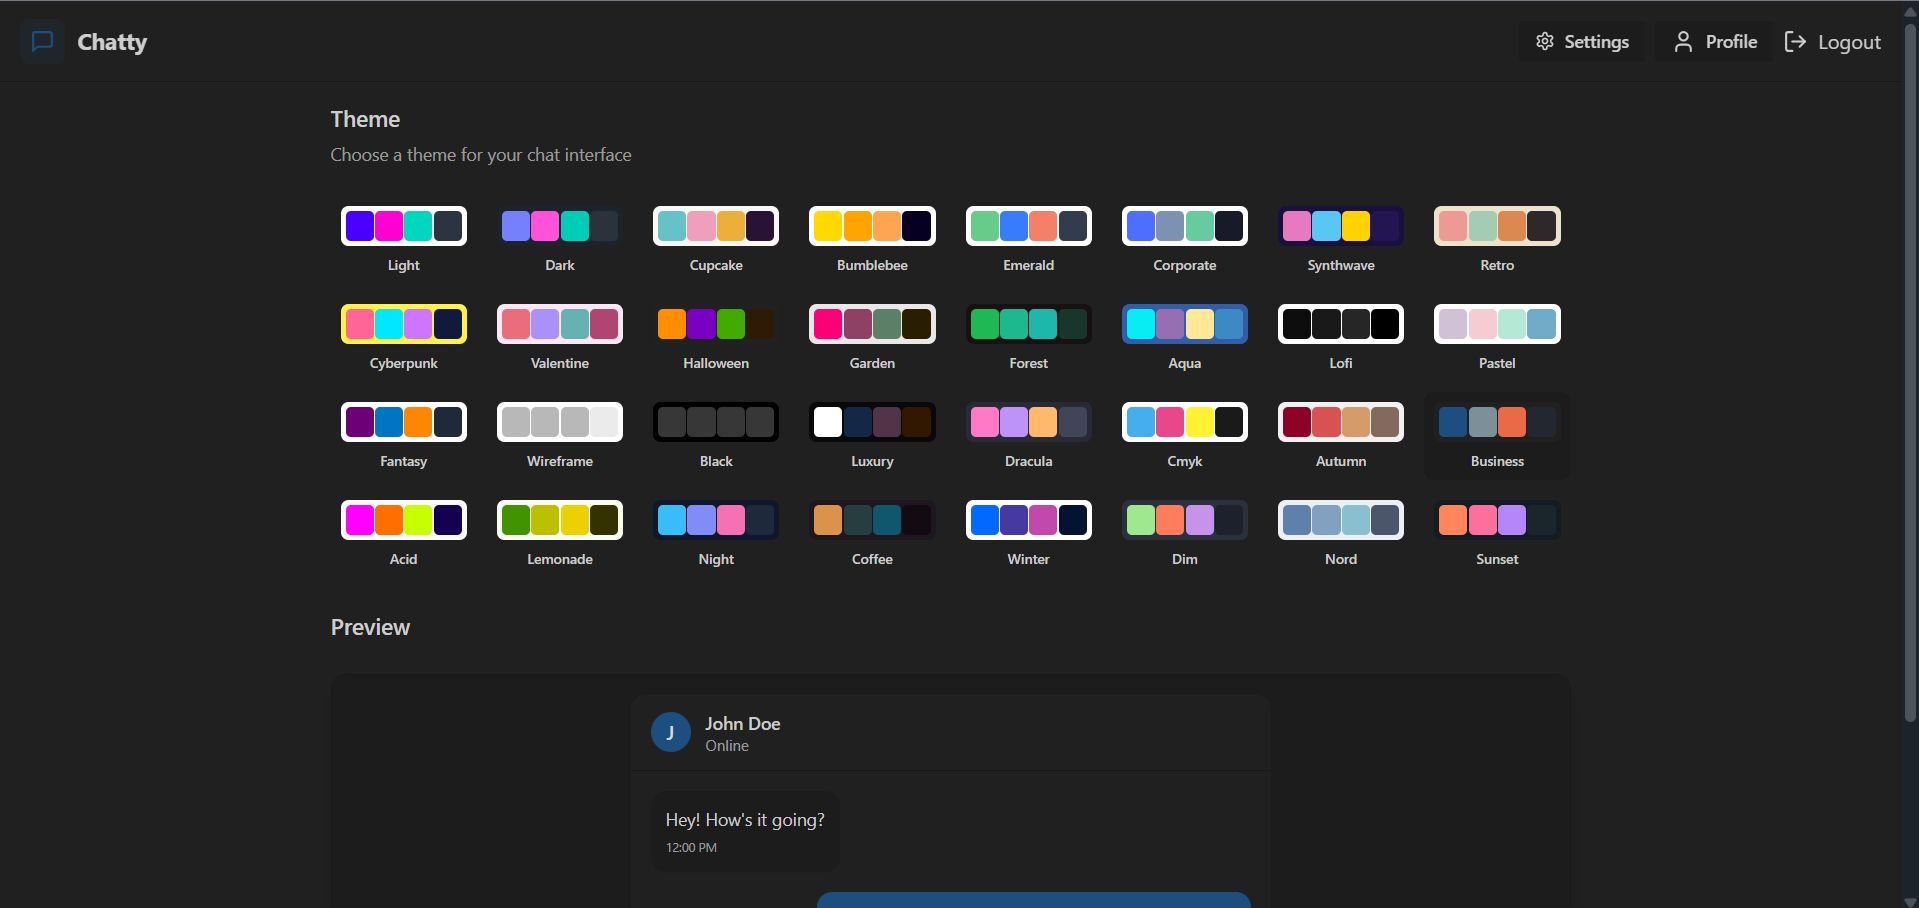 Chatty
Settings
Profile
Logout
Theme
Choose a theme for your chat interface
Light
Dark
Cupcake
Bumblebee
Emerald
Corporate
Synthwave
Retro
Cyberpunk
Valentine
Halloween
Garden
Forest
Aqua
Lofi
Pastel
Fantasy
Wireframe
Black
Luxury
Dracula
Cmyk
Autumn
Business
Acid
Lemonade
Night
Coffee
Winter
Dim
Nord
Sunset
Preview
J
John Doe
Online
Hey! How's it going?
12:00 PM